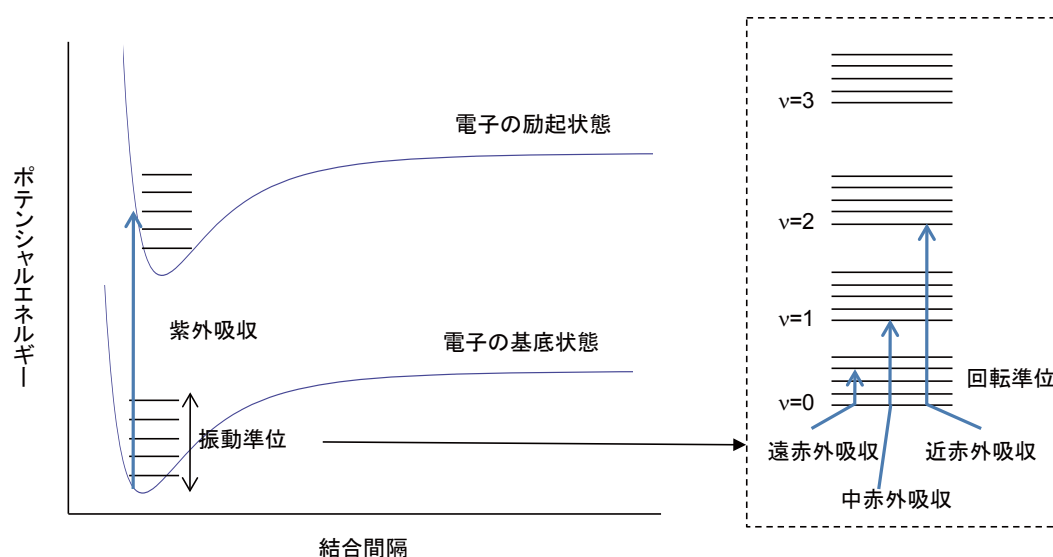 ポテンシャルエネルギー
電子の励起状態
紫外吸収
電子の基底状態
振動準位
結合間隔
ν=3
ν=2
ν=1
ν=0
回転準位
遠赤外吸収
近赤外吸収
中赤外吸収